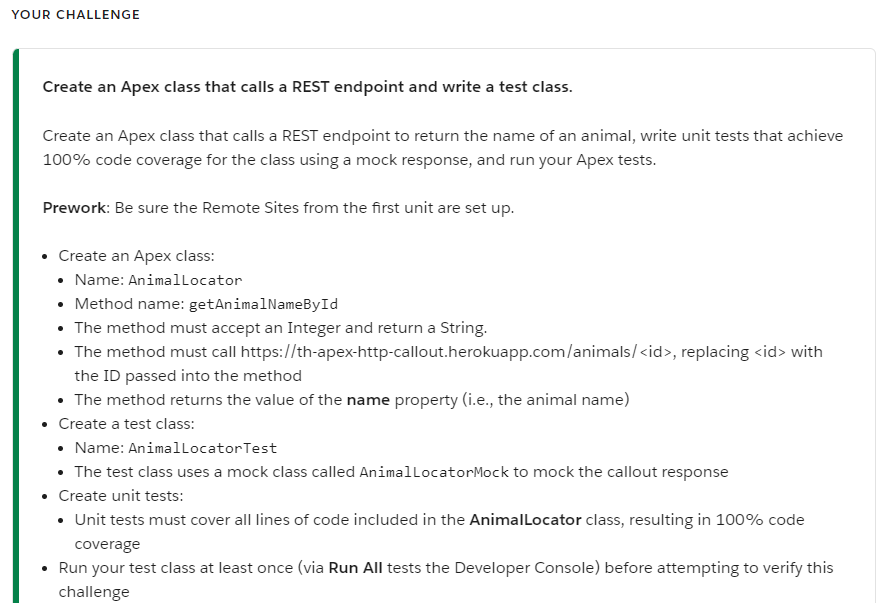 YOUR CHALLENGE
Create an Apex class that calls a REST endpoint and write a test class.
Create an Apex class that calls a REST endpoint to return the name of an animal, write unit tests that achieve
100% code coverage for the class using a mock response, and run your Apex tests.
Prework: Be sure the Remote Sites from the first unit are set up.
• Create an Apex class:
• Name: AnimalLocator
• Method name: getAnimalNameById
• The method must accept an Integer and return a String.
• The method must call https://th-apex-http-callout.herokuapp.com/animals/<id>, replacing <id> with
the ID passed into the method
• The method returns the value of the name property (i.e., the animal name)
• Create a test class:
• Name: AnimalLocatorTest
• The test class uses a mock class called AnimalLocatorMock to mock the callout response
• Create unit tests:
• Unit tests must cover all lines of code included in the AnimalLocator class, resulting in 100% code
coverage
• Run your test class at least once (via Run All tests the Developer Console) before attempting to verify this
challenge